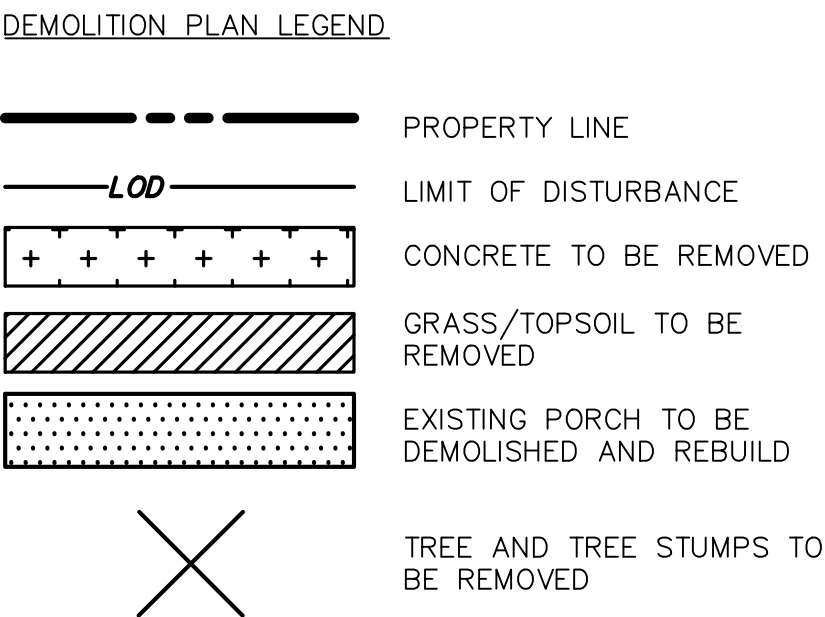 DEMOLITION PLAN LEGEND
PROPERTY LINE
LOD
LIMIT OF DISTURBANCE
CONCRETE TO BE REMOVED
GRASS/TOPSOIL TO BE
REMOVED
EXISTING PORCH TO BE
DEMOLISHED AND REBUILD
TREE AND TREE STUMPS TO
BE REMOVED